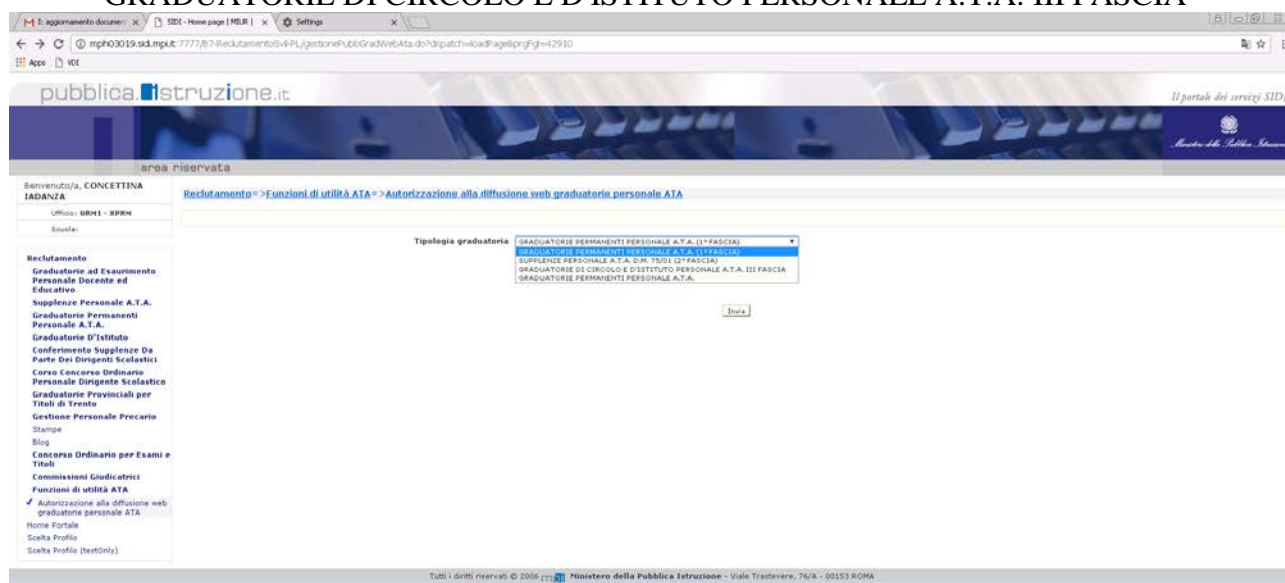 GRADUATORIE DI CIRCOLO E D'ISTITUTO PERSONALE A.T.A. III FASCIA
I: aggiornamento documen
SIDI - Home page | MIUR |
Settings
Apps
VDI
pubblica.istruzione.it
Il portale dei servizi SIDI
area riservata
Benvenuto/a, CONCETTINA
IADANZA
Ufficio: URM1 - XPRM
Scuola:
Reclutamento=>Funzioni di utilità ATA=>Autorizzazione alla diffusione web graduatorie personale ATA
Tipologia graduatoria
GRADUATORIE PERMANENTI PERSONALE A.T.A. (1ª FASCIA)
GRADUATORIE PERMANENTI PERSONALE A.T.A. (1ª FASCIA)
SUPPLENZE PERSONALE A.T.A. D.M. 75/01 (2ª FASCIA)
GRADUATORIE DI CIRCOLO E D'ISTITUTO PERSONALE A.T.A. III FASCIA
GRADUATORIE PERMANENTI PERSONALE A.T.A.
Invia
Reclutamento
Graduatorie ad Esaurimento
Personale Docente ed
Educativo
Supplenze Personale A.T.A.
Graduatorie Permanenti
Personale A.T.A.
Graduatorie D'Istituto
Conferimento Supplenze Da
Parte Dei Dirigenti Scolastici
Corso Concorso Ordinario
Personale Dirigente Scolastico
Graduatorie Provinciali per
Titoli di Trento
Gestione Personale Precario
Stampe
Blog
Concorso Ordinario per Esami e
Titoli
Commissioni Giudicatrici
Funzioni di utilità ATA
Autorizzazione alla diffusione web
graduatorie personale ATA
Home Portale
Scelta Profilo
Scelta Profilo (testOnly)
Tutti i diritti riservati © 2006 Ministero della Pubblica Istruzione - Viale Trastevere, 76/A - 00153 ROMA